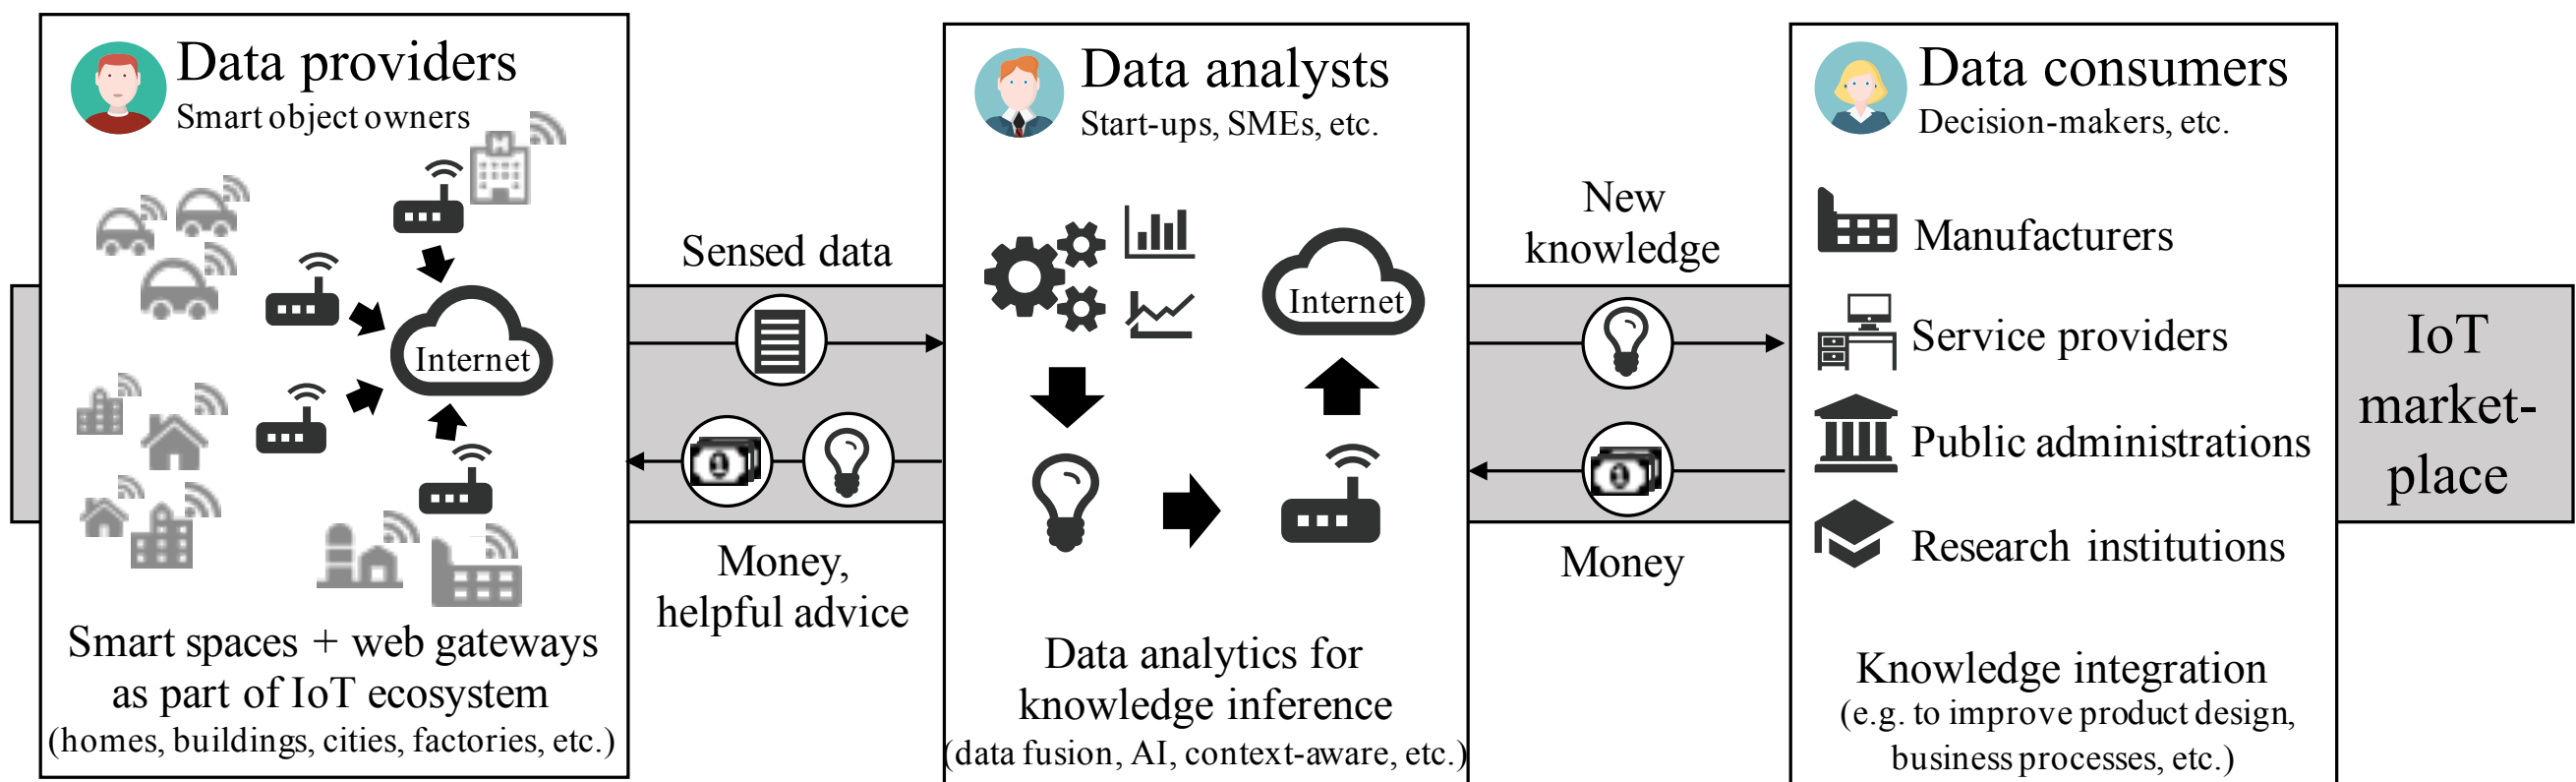 Data providers
Smart object owners
Internet
Smart spaces + web gateways
as part of IoT ecosystem
(homes, buildings, cities, factories, etc.)
Sensed data
Money,
helpful advice
Data analysts
Start-ups, SMEs, etc.
Internet
Data analytics for
knowledge inference
(data fusion, AI, context-aware, etc.)
New
knowledge
Money
Data consumers
Decision-makers, etc.
Manufacturers
Service providers
Public administrations
Research institutions
Knowledge integration
(e.g. to improve product design,
business processes, etc.)
IoT
market-
place